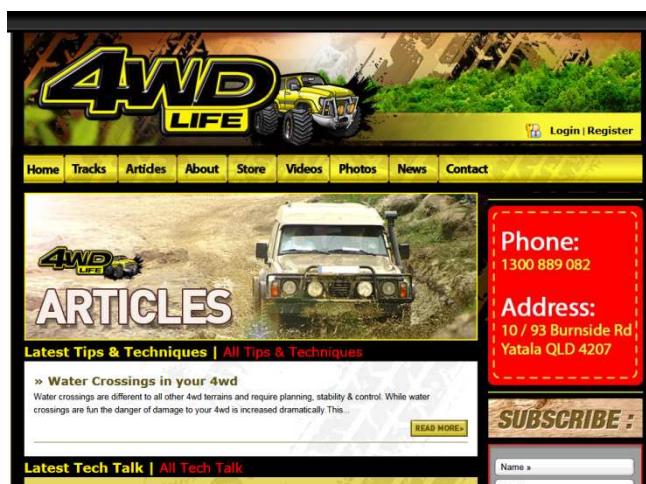 4WD
LIFE
Login | Register
Home Tracks Articles About Store Videos Photos News Contact
4WD
LIFE
ARTICLES
Phone:
1300 889 082
Address:
10 / 93 Burnside Rd
Yatala QLD 4207
Latest Tips & Techniques | All Tips & Techniques
» Water Crossings in your 4wd
Water crossings are different to all other 4wd terrains and require planning, stability & control. While water
crossings are fun the danger of damage to your 4wd is increased dramatically.This...
READ MORE»
SUBSCRIBE :
Name »
Latest Tech Talk | All Tech Talk